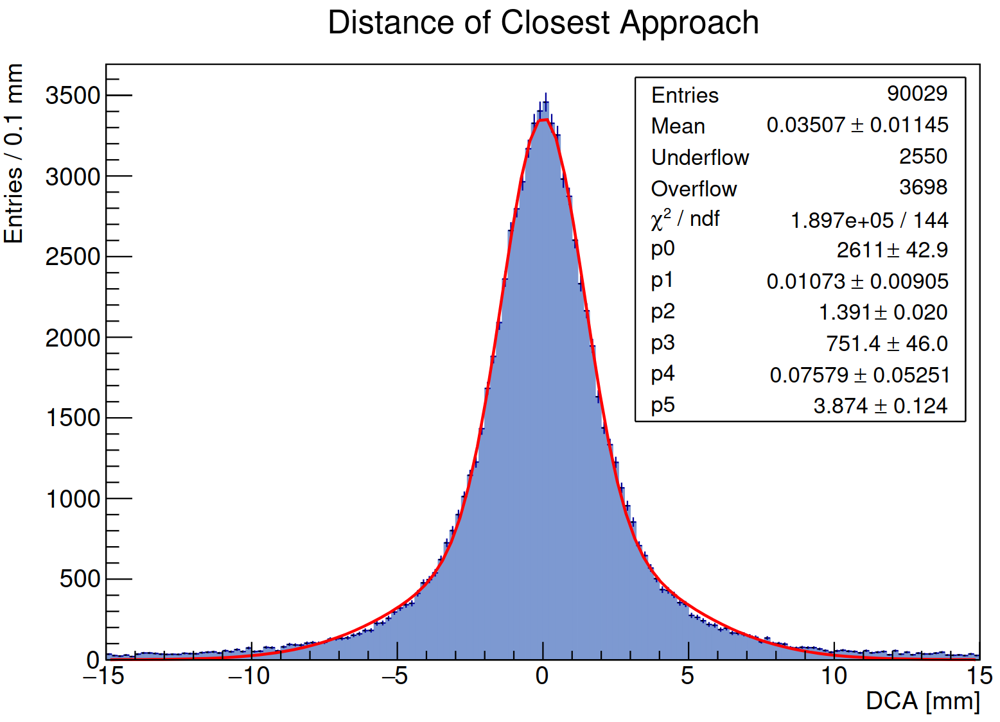 Distance of Closest Approach
Entries / 0.1 mm
3500
3000
2500
2000
1500
1000
500
0
Entries 90029
Mean 0.03507 ± 0.01145
Underflow 2550
Overflow 3698
χ² / ndf 1.897e+05 / 144
p0 2611± 42.9
p1 0.01073 ± 0.00905
p2 1.391± 0.020
p3 751.4 ± 46.0
p4 0.07579 ± 0.05251
p5 3.874 ± 0.124
−15 −10 −5 0 5 10 15
DCA [mm]